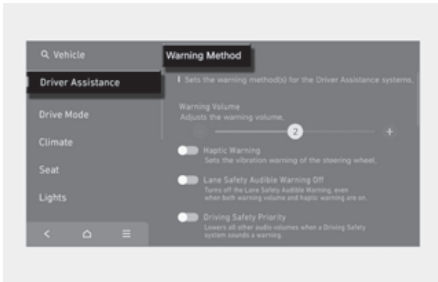 Vehicle
Warning Method
Driver Assistance
Sets the warning method(s) for the Driver Assistance systems.
Drive Mode
Warning Volume
Adjusts the warning volume.
2
Climate
Haptic Warning
Sets the vibration warning of the steering wheel.
Seat
Lane Safety Audible Warning Off
Turns off the Lane Safety Audible Warning, even
when both warning volume and haptic warning are on.
Lights
Driving Safety Priority
Lowers all other audio volumes when a Driving Safety
system sounds a warning.